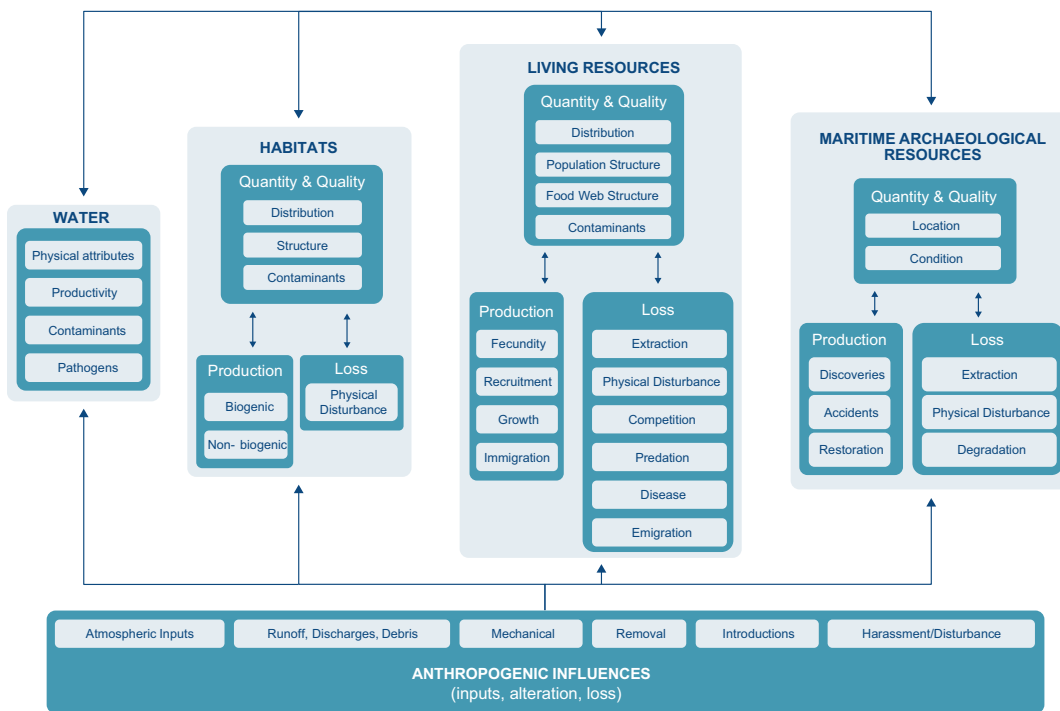 WATER
Physical attributes
Productivity
Contaminants
Pathogens
HABITATS
Quantity & Quality
Distribution
Structure
Contaminants
Production
Biogenic
Non- biogenic
Loss
Physical
Disturbance
LIVING RESOURCES
Quantity & Quality
Distribution
Population Structure
Food Web Structure
Contaminants
Production
Fecundity
Recruitment
Growth
Immigration
Loss
Extraction
Physical Disturbance
Competition
Predation
Disease
Emigration
MARITIME ARCHAEOLOGICAL
RESOURCES
Quantity & Quality
Location
Condition
Production
Discoveries
Accidents
Restoration
Loss
Extraction
Physical Disturbance
Degradation
Atmospheric Inputs
Runoff, Discharges, Debris
Mechanical
Removal
Introductions
Harassment/Disturbance
ANTHROPOGENIC INFLUENCES
(inputs, alteration, loss)